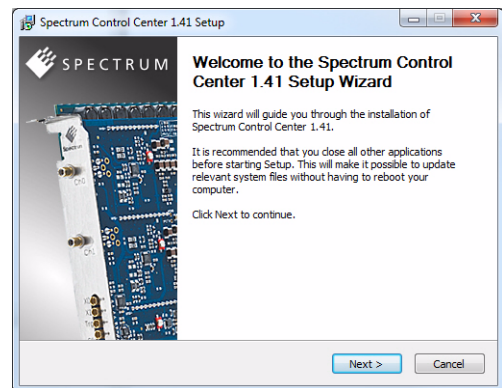 Spectrum Control Center 1.41 Setup
SPECTRUM
Welcome to the Spectrum Control
Center 1.41 Setup Wizard
This wizard will guide you through the installation of
Spectrum Control Center 1.41.
It is recommended that you close all other applications
before starting Setup. This will make it possible to update
relevant system files without having to reboot your
computer.
Click Next to continue.
Next >
Cancel